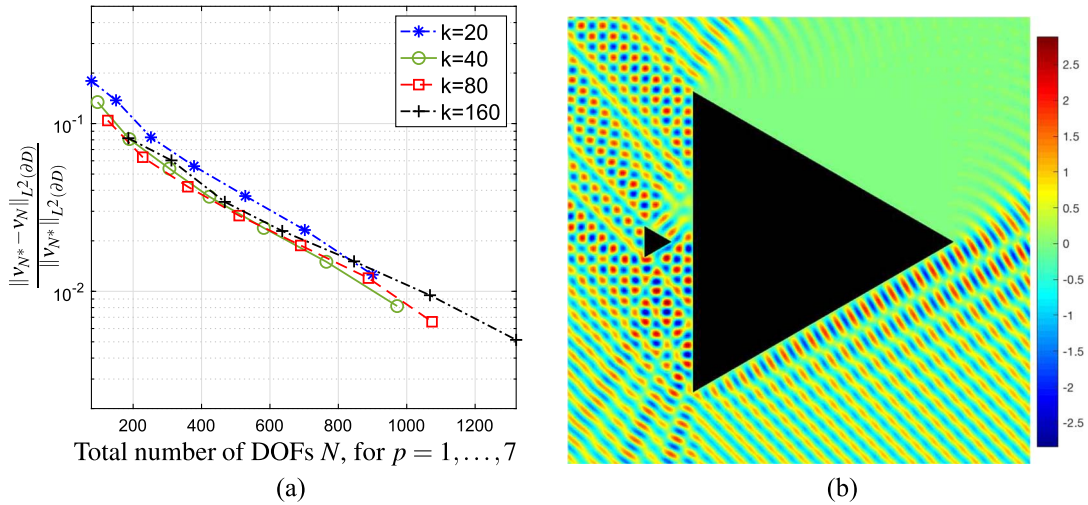 k=20
k=40
k=80
k=160
10^{-1}
10^{-2}
‖v_{N*}−v_N‖_{L²(∂D)}
‖v_{N*}‖_{L²(∂D)}
200 400 600 800 1000 1200
Total number of DOFs N, for p = 1,...,7
(a)
2.5
2
1.5
1
0.5
0
-0.5
-1
-1.5
-2
-2.5
(b)